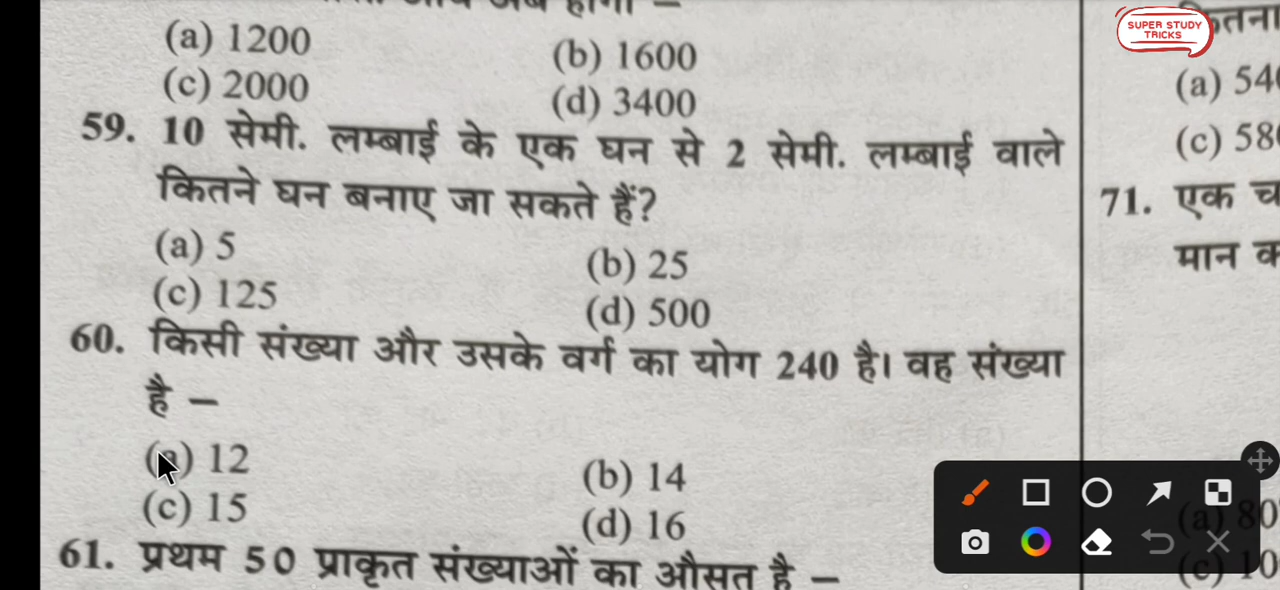 (a) 1200
(b) 1600
(c) 2000
(d) 3400
59. 10 सेमी. लम्बाई के एक घन से 2 सेमी. लम्बाई वाले
कितने घन बनाए जा सकते हैं?
(a) 5
(b) 25
(c) 125
(d) 500
60. किसी संख्या और उसके वर्ग का योग 240 है। वह संख्या
है –
(a) 12
(b) 14
(c) 15
(d) 16
61. प्रथम 50 प्राकृत संख्याओं का औसत है –
SUPER STUDY
TRICKS
(a)
(c)
71. एक
मान
(a) 80
(c) 10